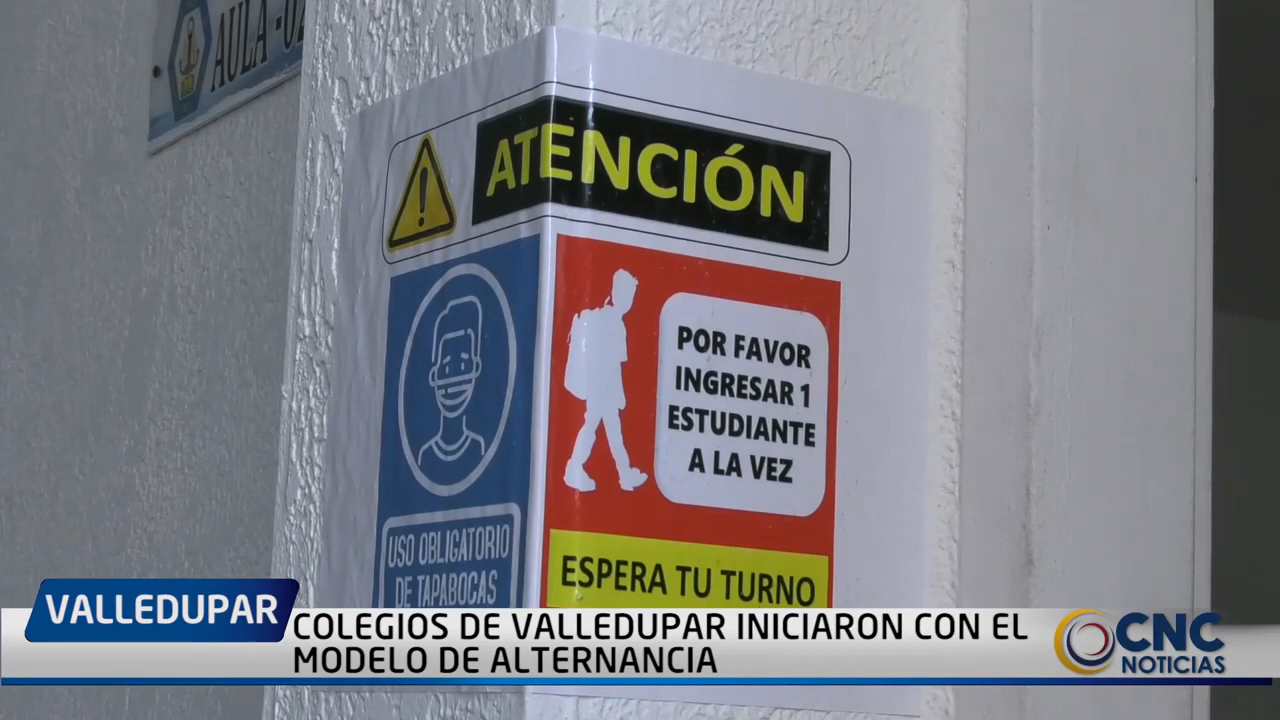 AULA -02
ATENCIÓN
POR FAVOR
INGRESAR 1
ESTUDIANTE
A LA VEZ
USO OBLIGATORIO
DE TAPABOCAS
ESPERA TU TURNO
VALLEDUPAR
COLEGIOS DE VALLEDUPAR INICIARON CON EL
MODELO DE ALTERNANCIA
CNC
NOTICIAS